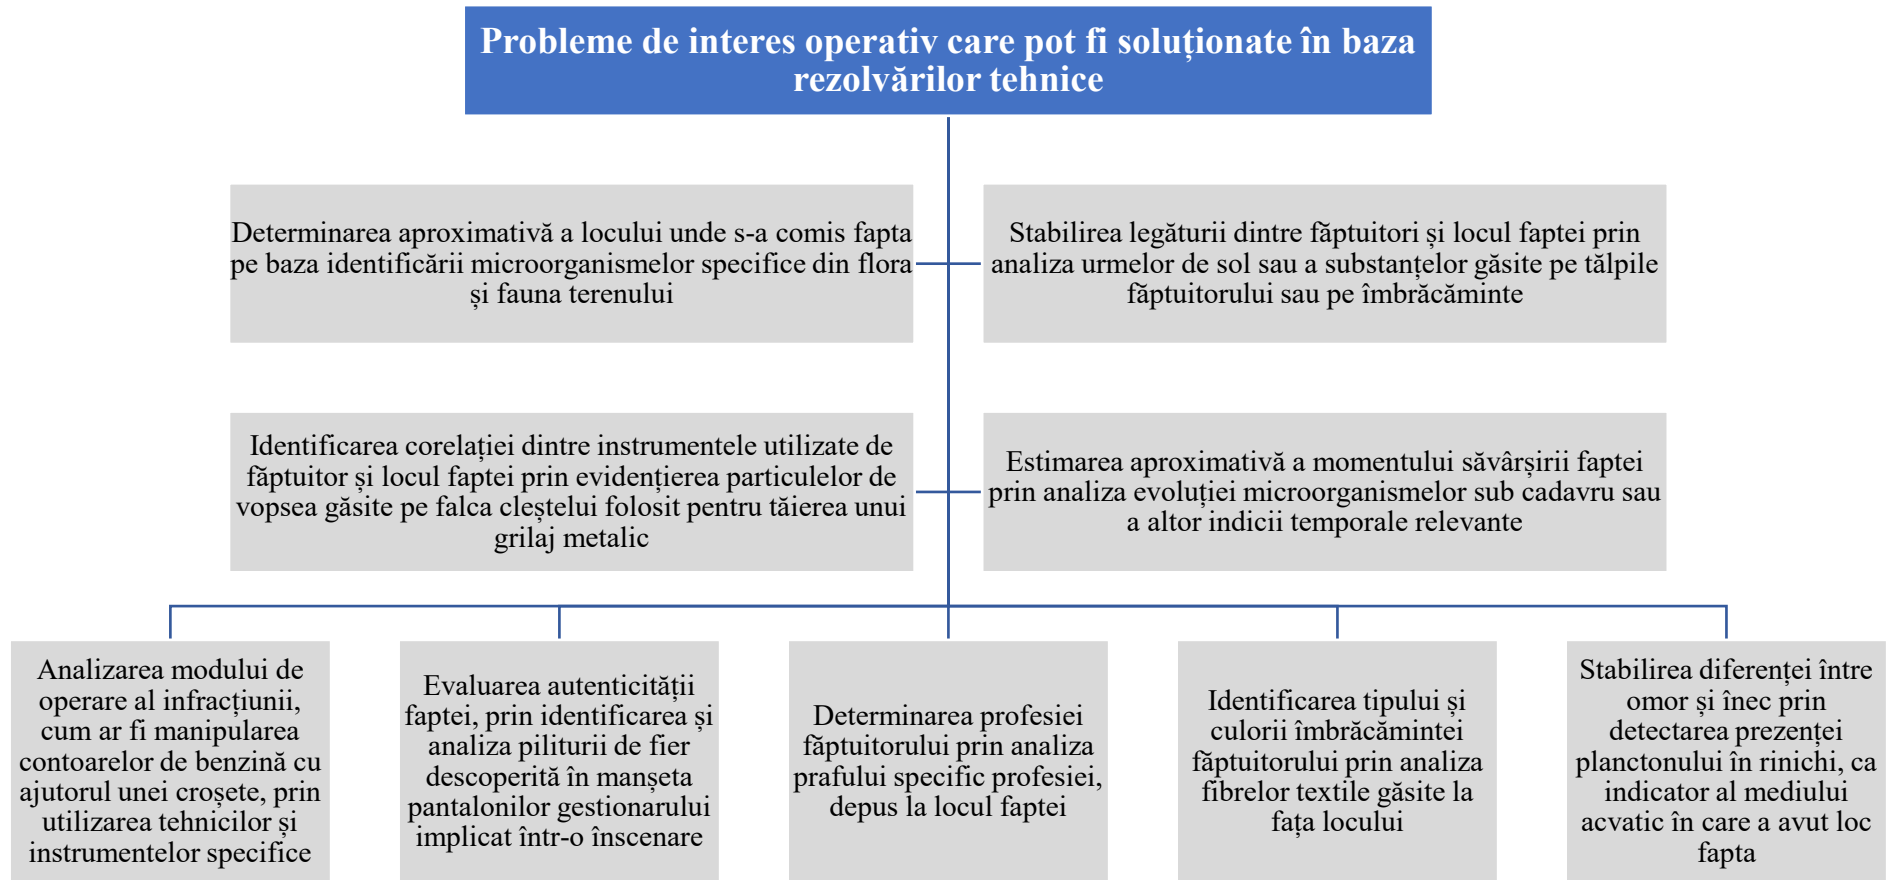 Probleme de interes operativ care pot fi soluționate în baza
rezolvărilor tehnice
Determinarea aproximativă a locului unde s-a comis fapta
pe baza identificării microorganismelor specifice din flora
și fauna terenului
Stabilirea legăturii dintre făptuitori și locul faptei prin
analiza urmelor de sol sau a substanțelor găsite pe tălpile
făptuitorului sau pe îmbrăcăminte
Identificarea corelației dintre instrumentele utilizate de
făptuitor și locul faptei prin evidențierea particulelor de
vopsea găsite pe falca cleștelui folosit pentru tăierea unui
grilaj metalic
Estimarea aproximativă a momentului săvârșirii faptei
prin analiza evoluției microorganismelor sub cadavru sau
a altor indicii temporale relevante
Analizarea modului de
operare al infracțiunii,
cum ar fi manipularea
contoarelor de benzină cu
ajutorul unei croșete, prin
utilizarea tehnicilor și
instrumentelor specifice
Evaluarea autenticității
faptei, prin identificarea și
analiza piliturii de fier
descoperită în manșeta
pantalonilor gestionarului
implicat într-o înscenare
Determinarea profesiei
făptuitorului prin analiza
prafului specific profesiei,
depus la locul faptei
Identificarea tipului și
culorii îmbrăcămintei
făptuitorului prin analiza
fibrelor textile găsite la
fața locului
Stabilirea diferenței între
omor și înec prin
detectarea prezenței
planctonului în rinichi, ca
indicator al mediului
acvatic în care a avut loc
fapta